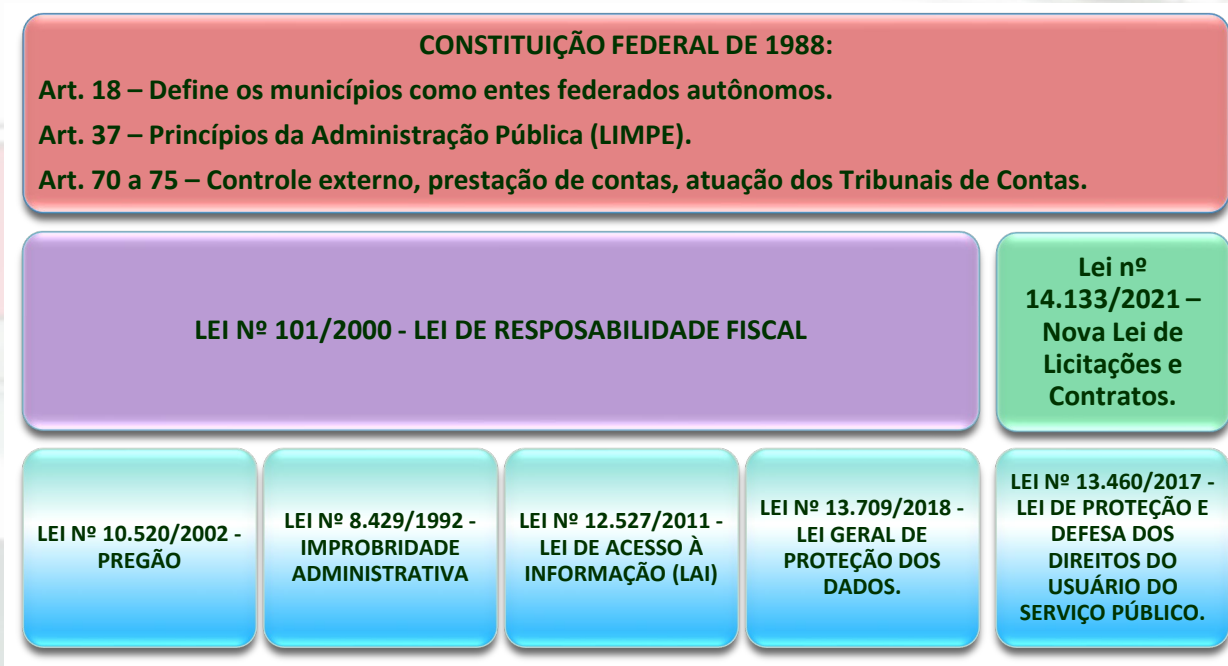 CONSTITUIÇÃO FEDERAL DE 1988:
Art. 18 – Define os municípios como entes federados autônomos.
Art. 37 – Princípios da Administração Pública (LIMPE).
Art. 70 a 75 – Controle externo, prestação de contas, atuação dos Tribunais de Contas.
LEI Nº 101/2000 - LEI DE RESPOSABILIDADE FISCAL
Lei nº
14.133/2021 –
Nova Lei de
Licitações e
Contratos.
LEI Nº 10.520/2002 -
PREGÃO
LEI Nº 8.429/1992 -
IMPROBRIDADE
ADMINISTRATIVA
LEI Nº 12.527/2011 -
LEI DE ACESSO À
INFORMAÇÃO (LAI)
LEI Nº 13.709/2018 -
LEI GERAL DE
PROTEÇÃO DOS
DADOS.
LEI Nº 13.460/2017 -
LEI DE PROTEÇÃO E
DEFESA DOS
DIREITOS DO
USUÁRIO DO
SERVIÇO PÚBLICO.